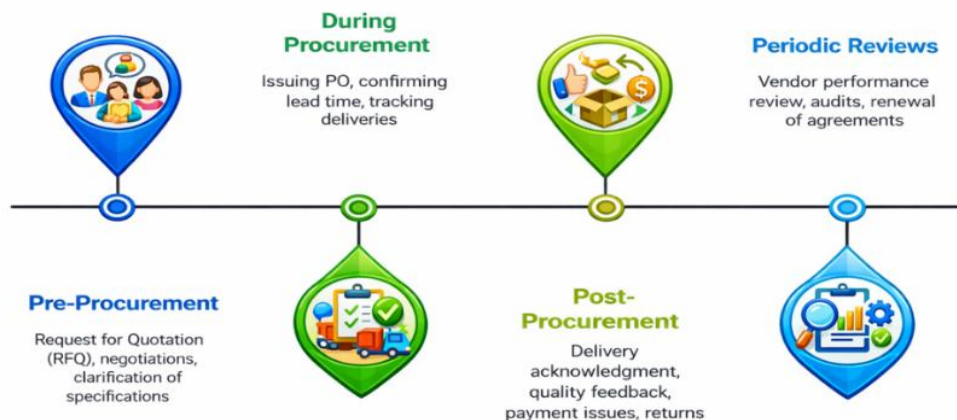 Pre-Procurement
Request for Quotation
(RFQ), negotiations,
clarification of
specifications
During
Procurement
Issuing PO, confirming
lead time, tracking
deliveries
Post-
Procurement
Delivery
acknowledgment,
quality feedback,
payment issues, returns
Periodic Reviews
Vendor performance
review, audits, renewal
of agreements